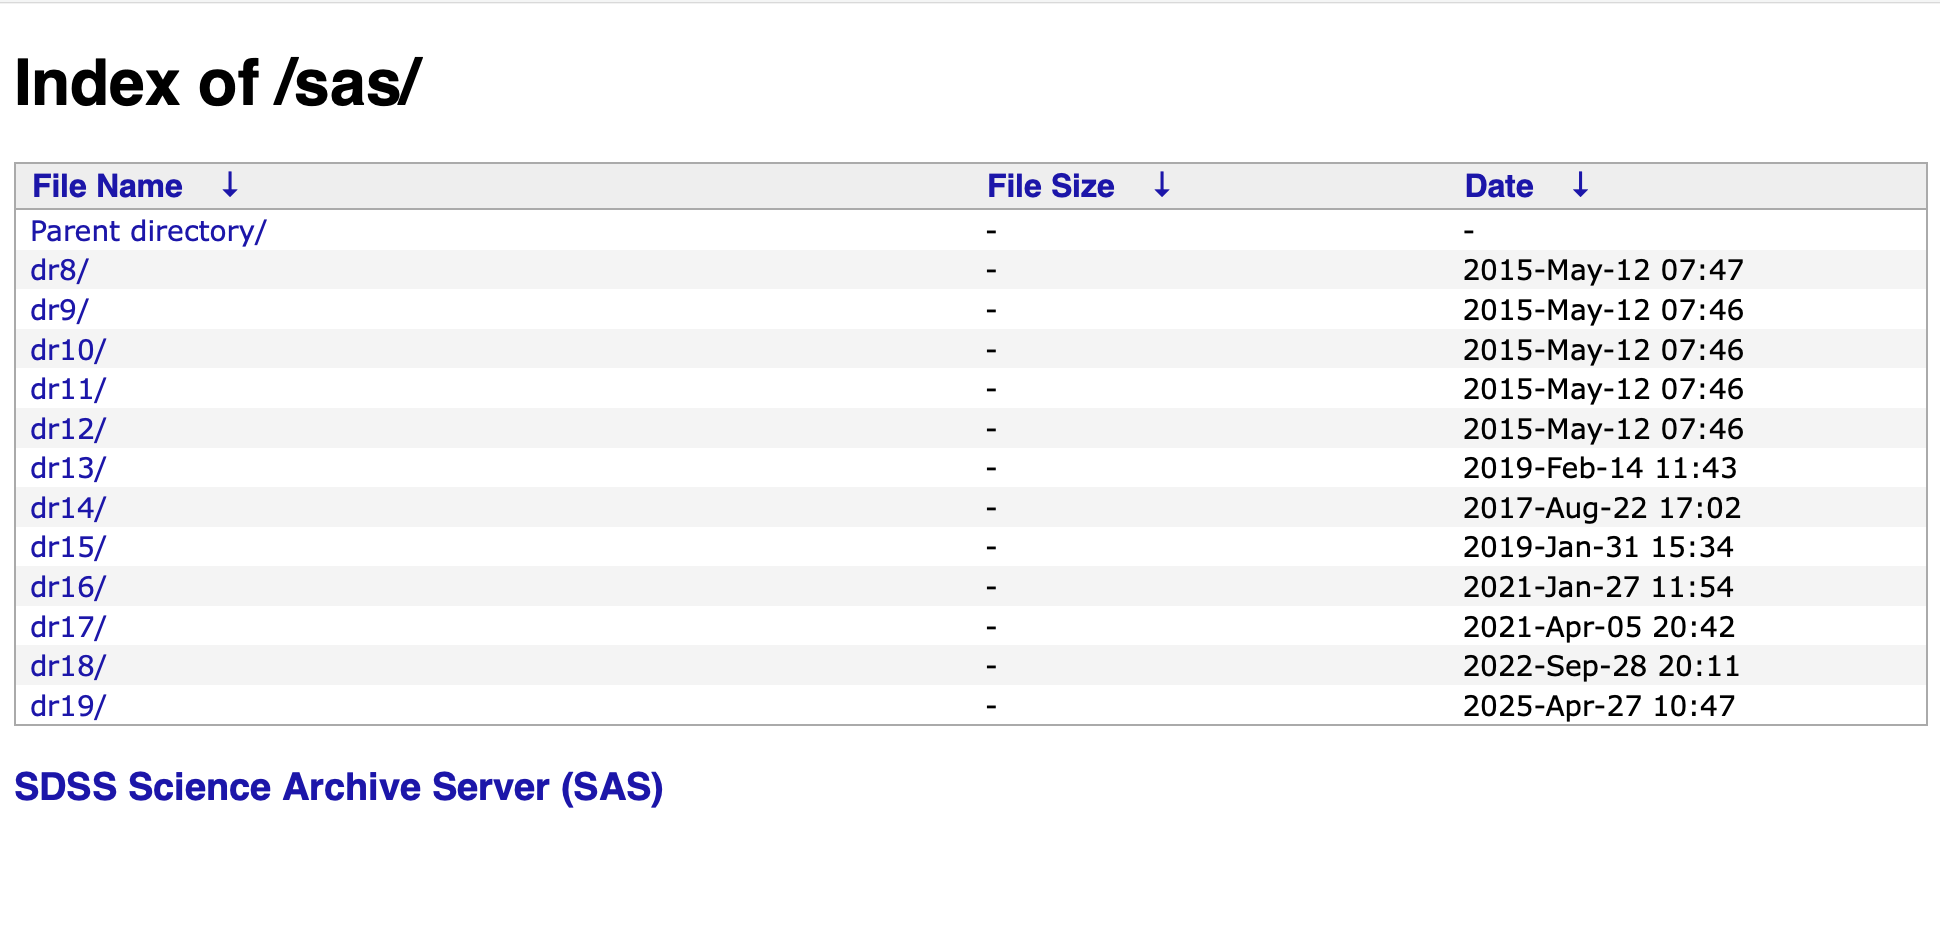 Index of /sas/
File Name ↓ File Size ↓ Date ↓
Parent directory/ - -
dr8/ - 2015-May-12 07:47
dr9/ - 2015-May-12 07:46
dr10/ - 2015-May-12 07:46
dr11/ - 2015-May-12 07:46
dr12/ - 2015-May-12 07:46
dr13/ - 2019-Feb-14 11:43
dr14/ - 2017-Aug-22 17:02
dr15/ - 2019-Jan-31 15:34
dr16/ - 2021-Jan-27 11:54
dr17/ - 2021-Apr-05 20:42
dr18/ - 2022-Sep-28 20:11
dr19/ - 2025-Apr-27 10:47
SDSS Science Archive Server (SAS)